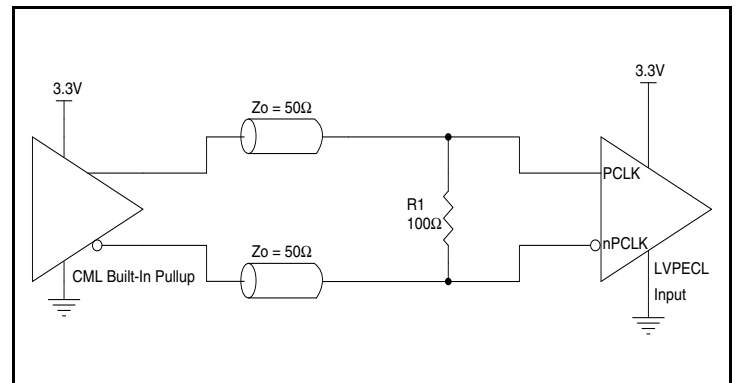 3.3V
3.3V
Zo = 50Ω
PCLK
R1
100Ω
nPCLK
Zo = 50Ω
CML Built-In Pullup
LVPECL
Input